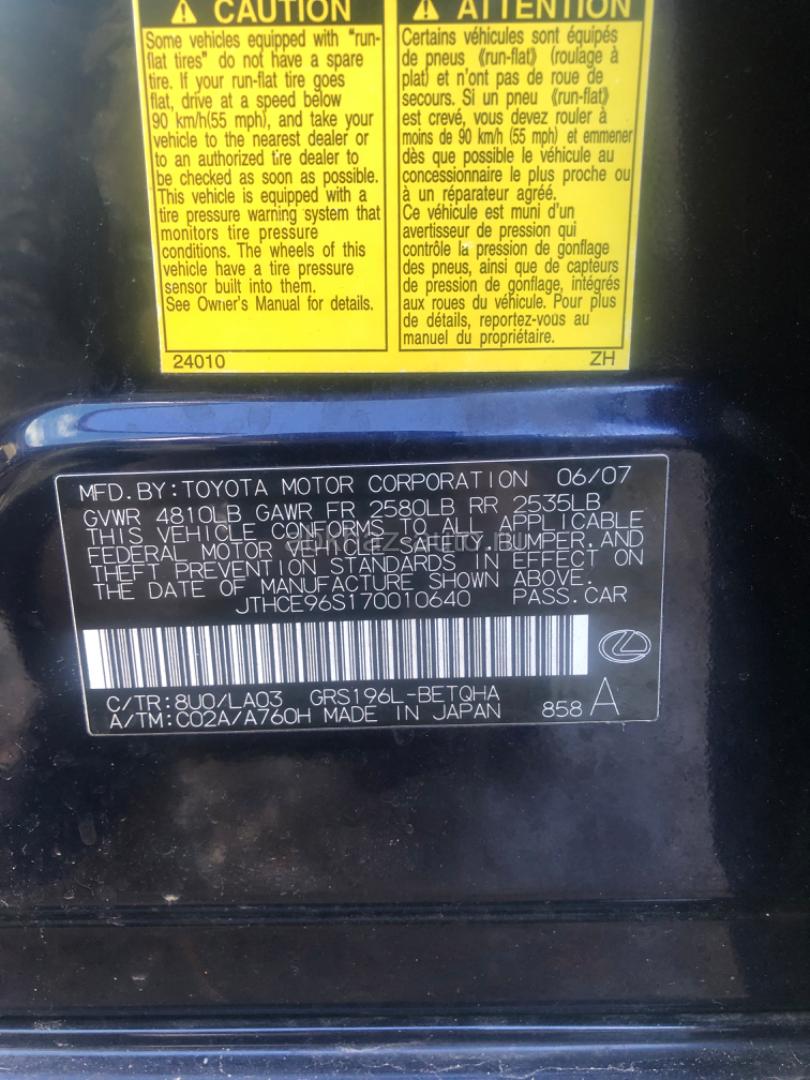 ⚠ CAUTION
Some vehicles equipped with "run-
flat tires" do not have a spare
tire. If your run-flat tire goes
flat, drive at a speed below
90 km/h(55 mph), and take your
vehicle to the nearest dealer or
to an authorized tire dealer to
be checked as soon as possible.
This vehicle is equipped with a
tire pressure warning system that
monitors tire pressure
conditions. The wheels of this
vehicle have a tire pressure
sensor built into them.
See Owner's Manual for details.
⚠ ATTENTION
Certains véhicules sont équipés
de pneus 《run-flat》 (roulage à
plat) et n'ont pas de roue de
secours. Si un pneu 《run-flat》
est crevé, vous devez rouler à
moins de 90 km/h (55 mph) et emmener
dès que possible le véhicule au
concessionnaire le plus proche ou
à un réparateur agréé.
Ce véhicule est muni d'un
avertisseur de pression qui
contrôle la pression de gonflage
des pneus, ainsi que de capteurs
de pression de gonflage, intégrés
aux roues du véhicule. Pour plus
de détails, reportez-vous au
manuel du propriétaire.
24010 ZH
MFD.BY:TOYOTA MOTOR CORPORATION 06/07
GVWR 4810LB GAWR FR 2580LB RR 2535LB
THIS VEHICLE CONFORMS TO ALL APPLICABLE
FEDERAL MOTOR VEHICLE SAFETY,BUMPER,AND
THEFT PREVENTION STANDARDS IN EFFECT ON
THE DATE OF MANUFACTURE SHOWN ABOVE.
JTHCE96S170010640 PASS.CAR
C/TR:8U0/LA03 GRS196L-BETQHA
A/TM:C02A/A760H MADE IN JAPAN 858 A